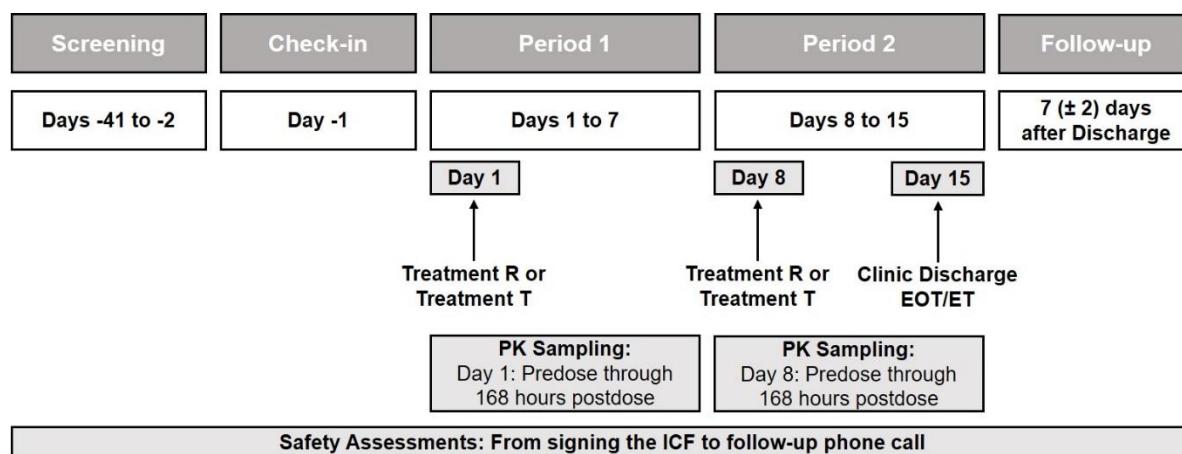 Screening
Check-in
Period 1
Period 2
Follow-up
Days -41 to -2
Day -1
Days 1 to 7
Days 8 to 15
7 (± 2) days
after Discharge
Day 1
Day 8
Day 15
Treatment R or
Treatment T
Treatment R or
Treatment T
Clinic Discharge
EOT/ET
PK Sampling:
Day 1: Predose through
168 hours postdose
PK Sampling:
Day 8: Predose through
168 hours postdose
Safety Assessments: From signing the ICF to follow-up phone call